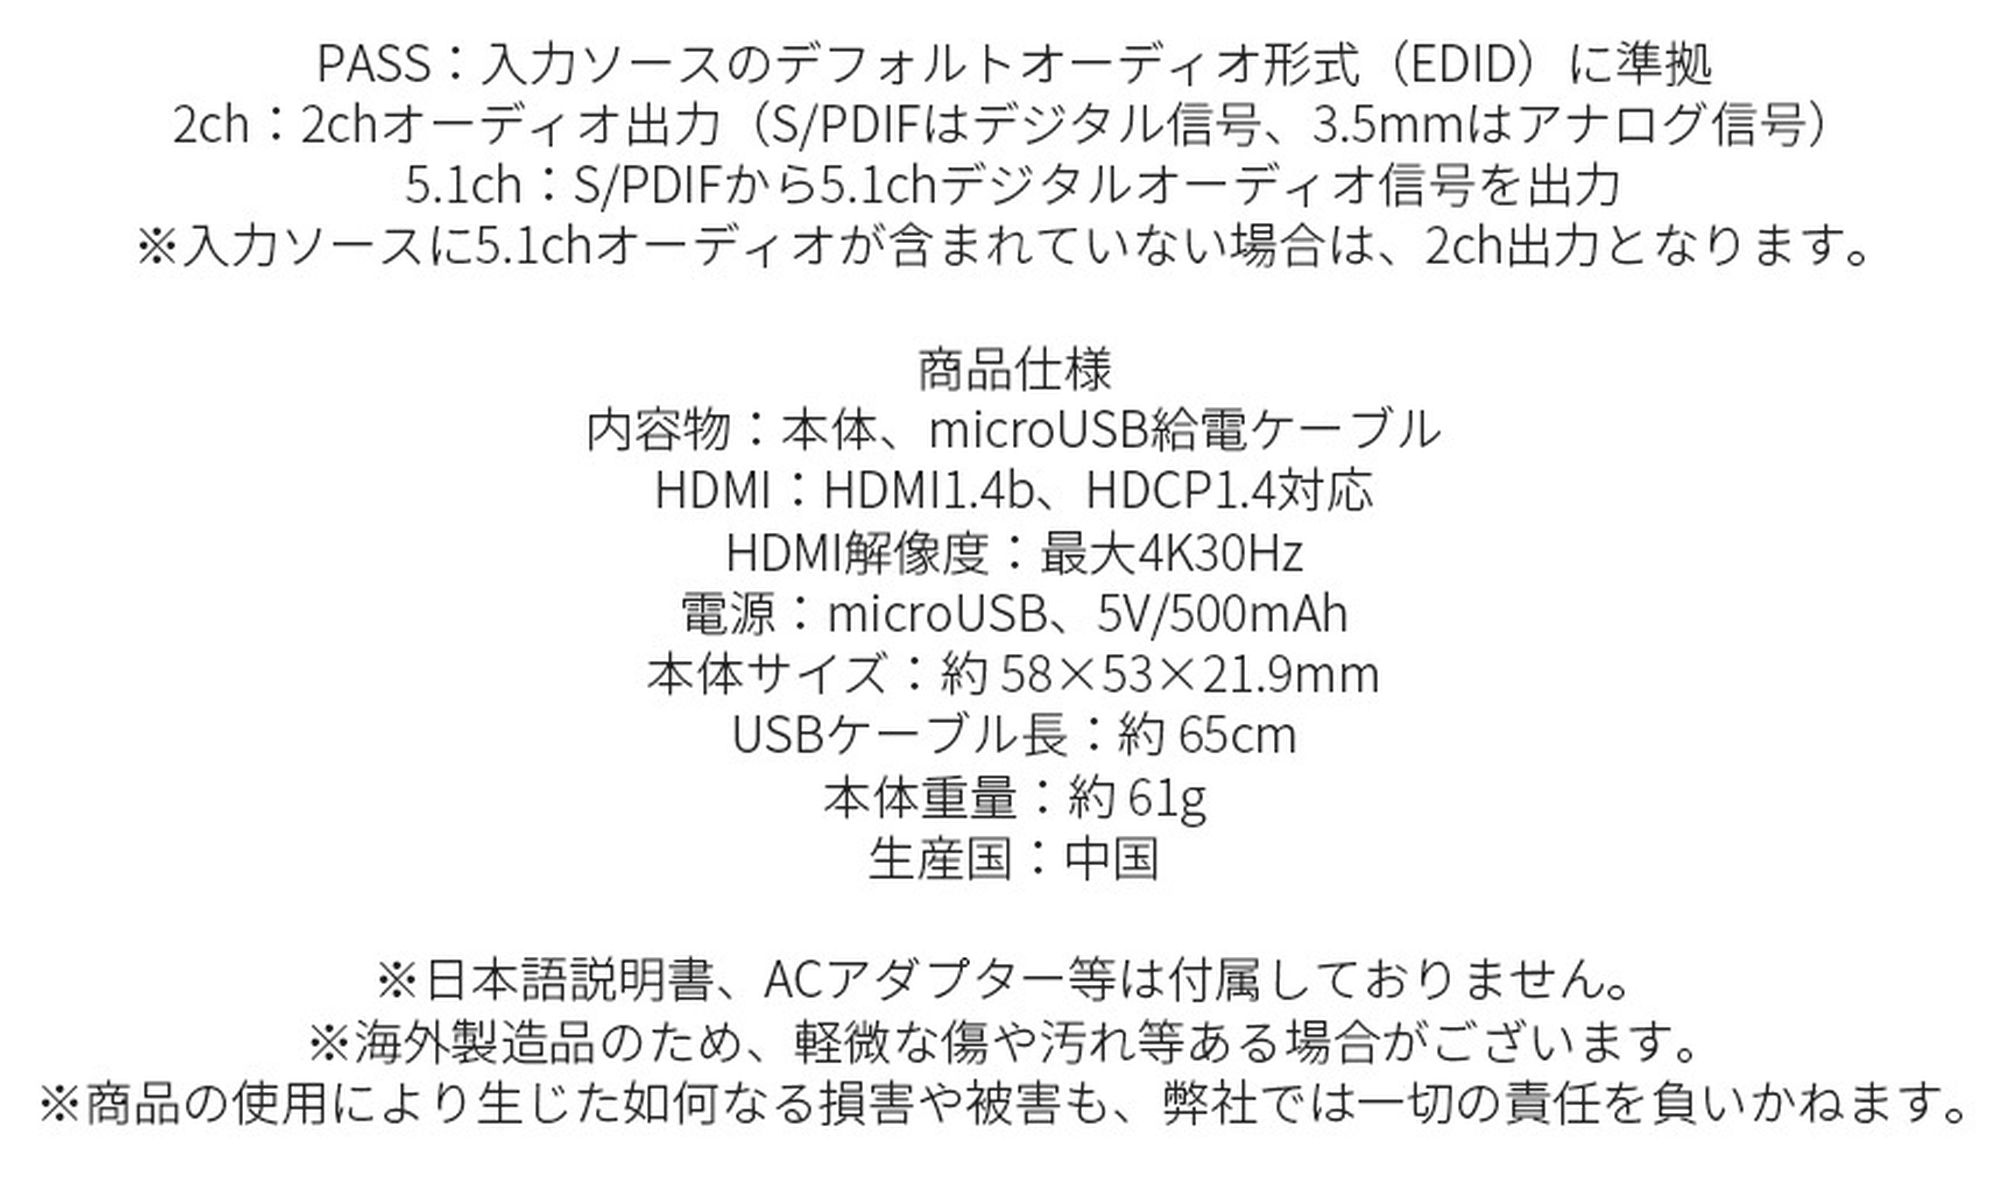 PASS：入力ソースのデフォルトオーディオ形式（EDID）に準拠
2ch：2chオーディオ出力（S/PDIFはデジタル信号、3.5mmはアナログ信号）
5.1ch：S/PDIFから5.1chデジタルオーディオ信号を出力
※入力ソースに5.1chオーディオが含まれていない場合は、2ch出力となります。
商品仕様
内容物：本体、microUSB給電ケーブル
HDMI：HDMI1.4b、HDCP1.4対応
HDMI解像度：最大4K30Hz
電源：microUSB、5V/500mAh
本体サイズ：約 58×53×21.9mm
USBケーブル長：約 65cm
本体重量：約 61g
生産国：中国
※日本語説明書、ACアダプター等は付属しておりません。
※海外製造品のため、軽微な傷や汚れ等ある場合がございます。
※商品の使用により生じた如何なる損害や被害も、弊社では一切の責任を負いかねます。